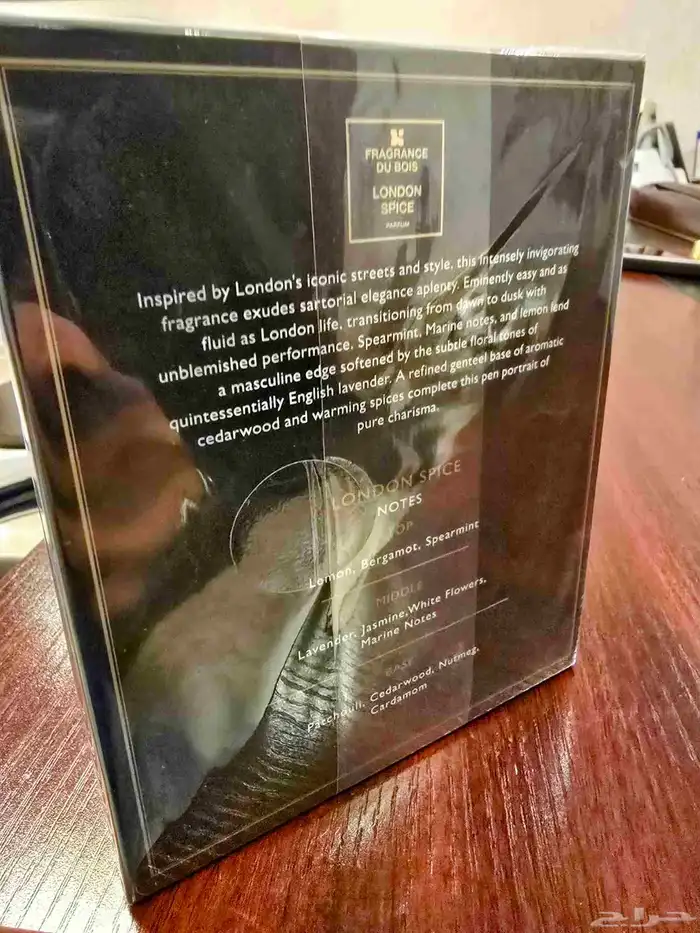 FRAGRANCE
DU BOIS
LONDON
SPICE
PARFUM
Inspired by London's iconic streets and style, this intensely invigorating
fragrance exudes sartorial elegance aplenty. Eminently easy and as
fluid as London life, transitioning from dawn to dusk with
unblemished performance. Spearmint, Marine notes, and lemon lend
a masculine edge softened by the subtle floral tones of
quintessentially English lavender. A refined genteel base of aromatic
cedarwood and warming spices complete this pen portrait of
pure charisma.
LONDON SPICE
NOTES
TOP
Lemon, Bergamot, Spearmint
MIDDLE
Lavender, Jasmine, White Flowers,
Marine Notes
BASE
Patchouli, Cedarwood, Nutmeg,
Cardamom
حراج